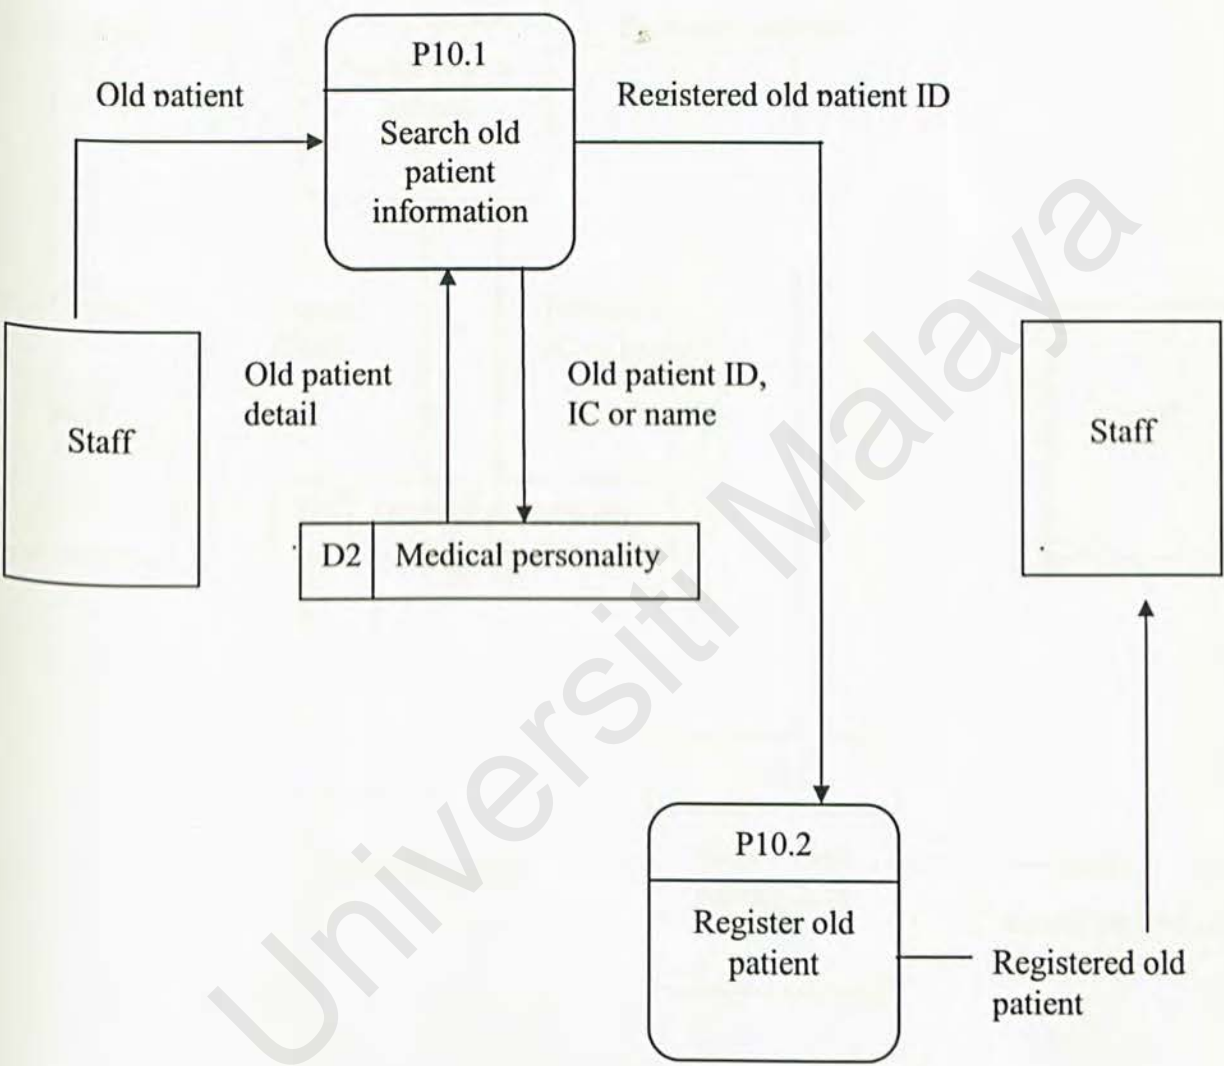 P10.1
Old patient
Registered old patient ID
Search old
patient
information
Old patient
detail
Old patient ID,
IC or name
Staff
Staff
D2
Medical personality
P10.2
Register old
patient
Registered old
patient
Universiti Malaya